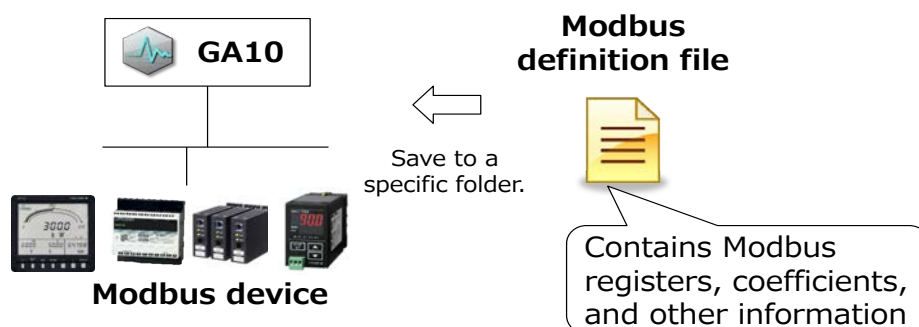 GA10
Modbus
definition file
Save to a
specific folder.
Modbus device
Contains Modbus
registers, coefficients,
and other information